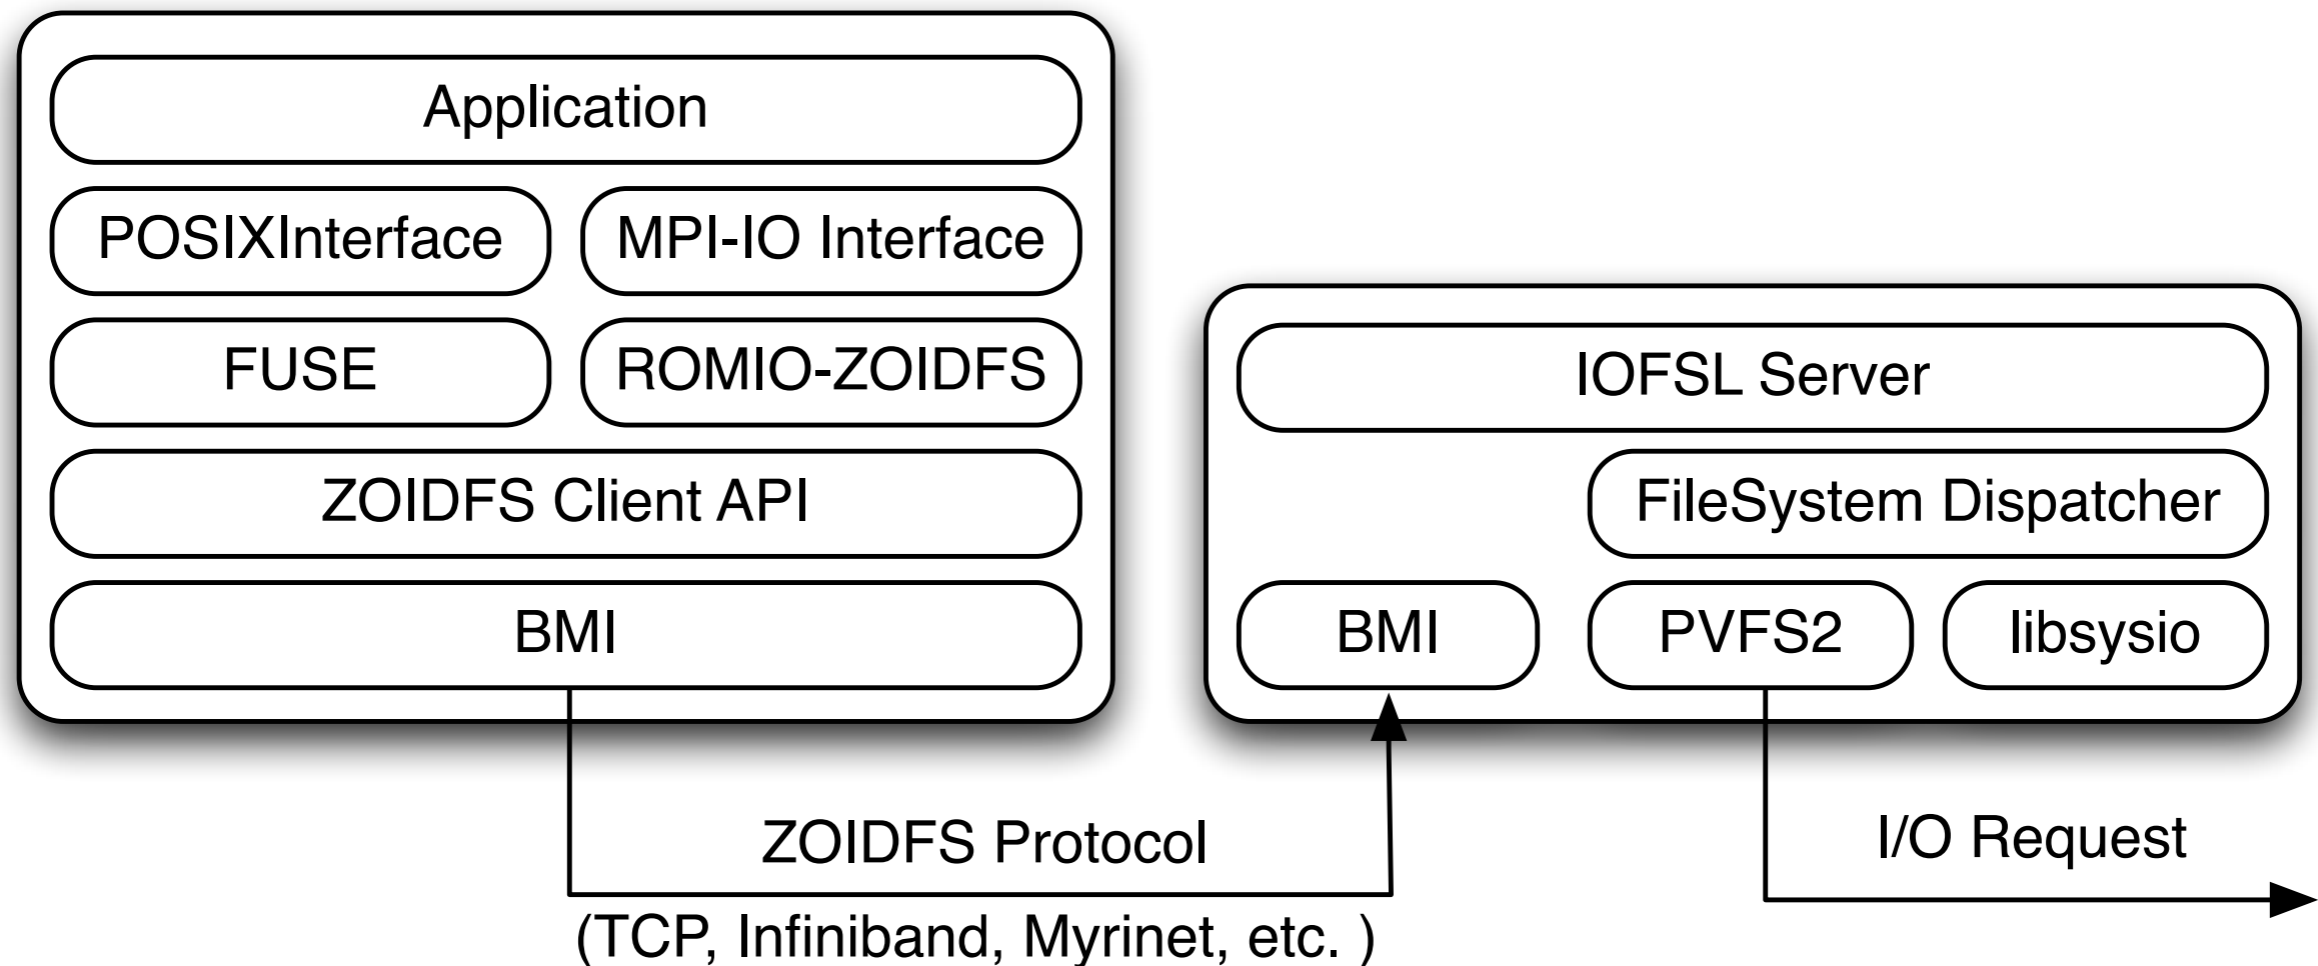 Application
POSIXInterface
MPI-IO Interface
FUSE
ROMIO-ZOIDFS
ZOIDFS Client API
BMI
IOFSL Server
FileSystem Dispatcher
BMI
PVFS2
libsysio
ZOIDFS Protocol
(TCP, Infiniband, Myrinet, etc. )
I/O Request